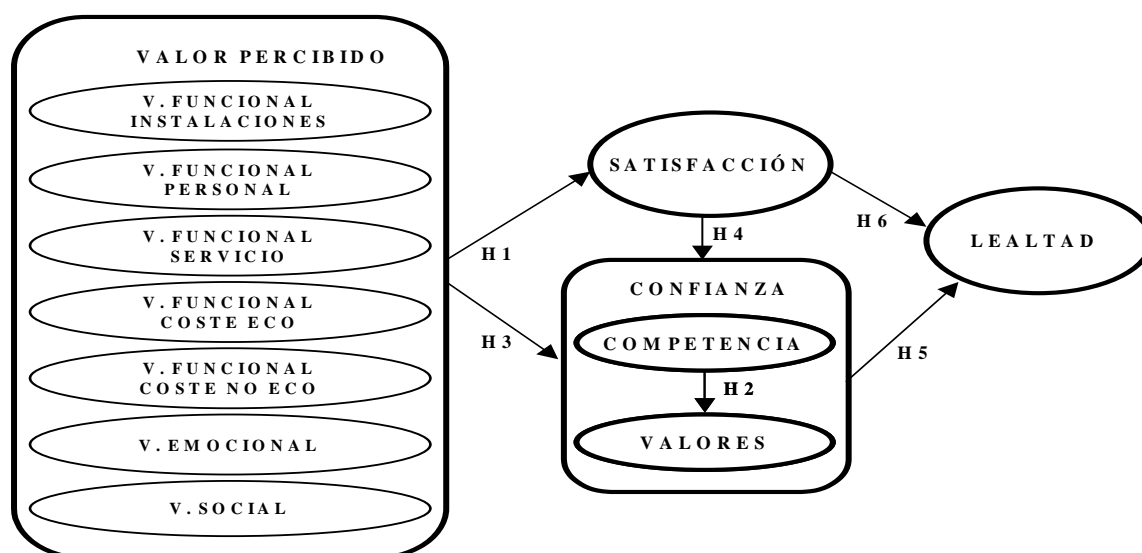 VALOR PERCIBIDO
V. FUNCIONAL
INSTALACIONES
V. FUNCIONAL
PERSONAL
V. FUNCIONAL
SERVICIO
V. FUNCIONAL
COSTE ECO
V. FUNCIONAL
COSTE NO ECO
V. EMOCIONAL
V. SOCIAL
H1
H3
SATISFACCIÓN
H4
CONFIANZA
COMPETENCIA
H2
VALORES
H6
H5
LEALTAD